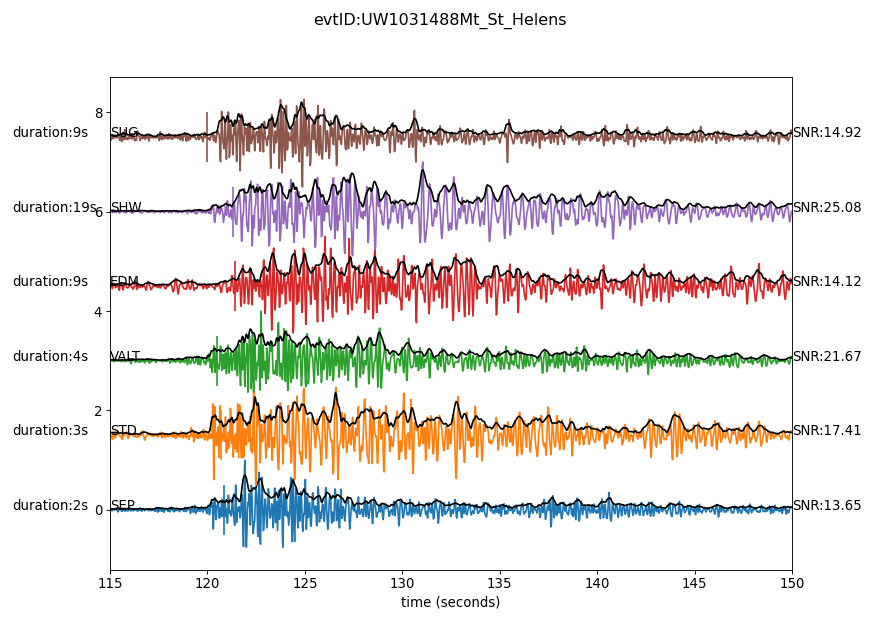 evtID:UW1031488Mt_St_Helens
8
duration:9s SUG SNR:14.92
duration:19s 6 SHW SNR:25.08
duration:9s EDM SNR:14.12
4
duration:4s VALT SNR:21.67
2
duration:3s STD SNR:17.41
duration:2s 0 SEP SNR:13.65
115 120 125 130 135 140 145 150
time (seconds)